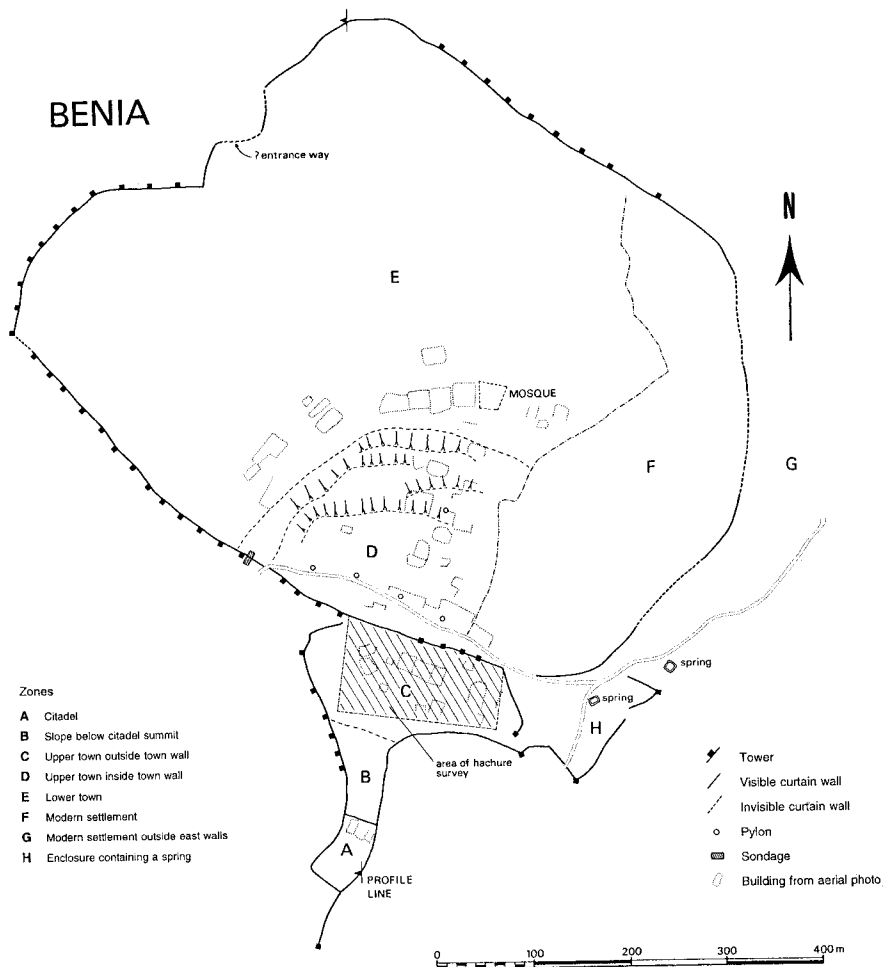 BENIA
? entrance way
N
E
MOSQUE
F
G
D
spring
spring
C
H
area of hachure
survey
B
A
PROFILE
LINE
Zones
A Citadel
B Slope below citadel summit
C Upper town outside town wall
D Upper town inside town wall
E Lower town
F Modern settlement
G Modern settlement outside east walls
H Enclosure containing a spring
Tower
Visible curtain wall
Invisible curtain wall
Pylon
Sondage
Building from aerial photo
0 100 200 300 400 m